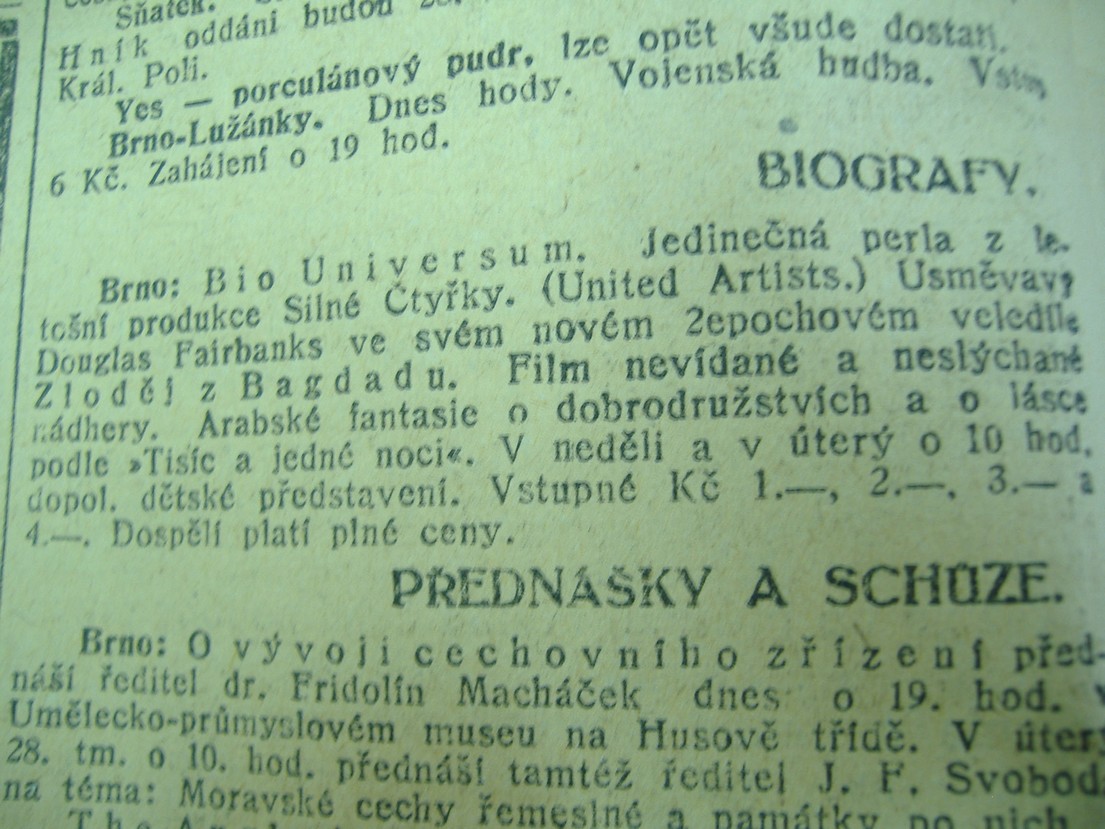 Sňatek.
Hník oddáni budou
Král. Poli.
Yes — porculánový pudr, lze opět všude dostati.
Brno-Lužánky. Dnes hody. Vojenská hudba.
6 Kč. Zahájení o 19 hod.
BIOGRAFY.
Brno: Bio Universum. Jedinečná perla z le-
tošní produkce Silné Čtyřky. (United Artists.) Usměvavý
Douglas Fairbanks ve svém novém 2epochovém veledíle
Zloděj z Bagdadu. Film nevídané a neslýchané
nádhery. Arabské fantasie o dobrodružstvích a o lásce
podle »Tisíc a jedné noci«. V neděli a v úterý o 10 hod.
dopol. dětské představení. Vstupné Kč 1.—, 2.—, 3.— a
4.—. Dospělí platí plné ceny.
PŘEDNÁŠKY A SCHŮZE.
Brno: O vývoji cechovního zřízení před-
náší ředitel dr. Fridolín Macháček dnes o 19. hod. v
Umělecko-průmyslovém museu na Husově třídě. V úterý
28. tm. o 10. hod. přednáší tamtéž ředitel J. F. Svobod
na téma: Moravské cechy řemeslné a památky po nich